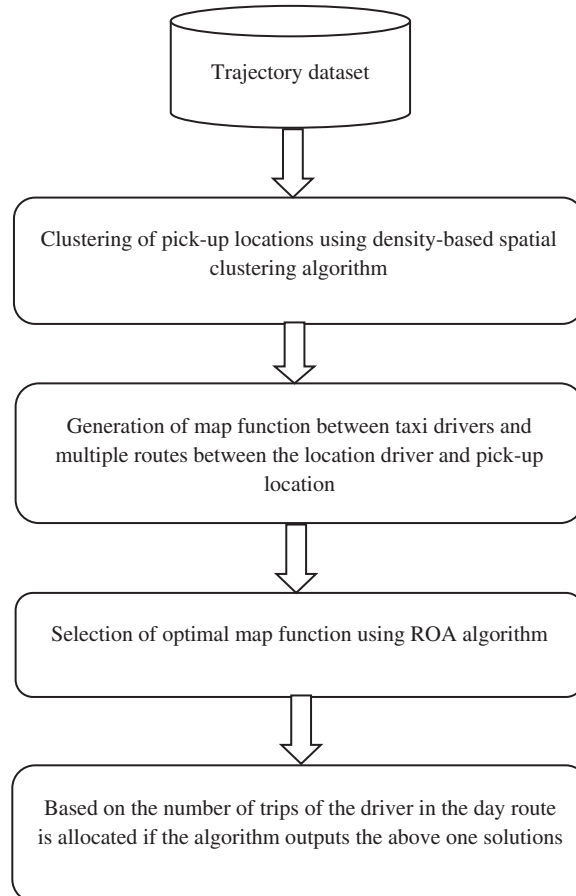 Trajectory dataset
Clustering of pick-up locations using density-based spatial
clustering algorithm
Generation of map function between taxi drivers and
multiple routes between the location driver and pick-up
location
Selection of optimal map function using ROA algorithm
Based on the number of trips of the driver in the day route
is allocated if the algorithm outputs the above one solutions